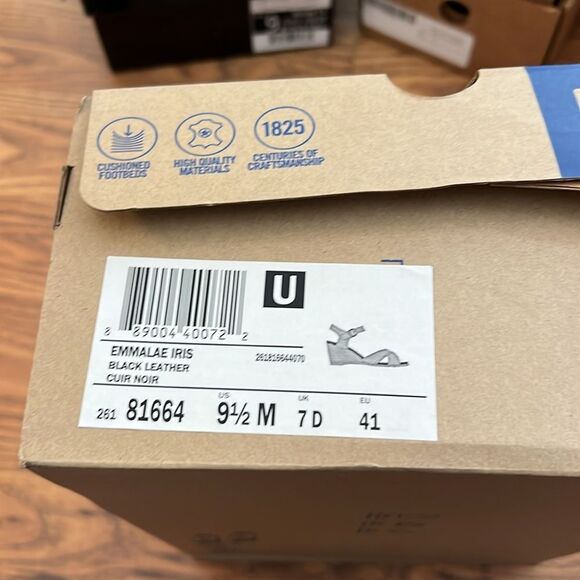 CUSHIONED
FOOTBEDS
HIGH QUALITY
MATERIALS
1825
CENTURIES OF
CRAFTSMANSHIP
U
8 89004 40072 2
EMMALAE IRIS
261816644070
BLACK LEATHER
CUIR NOIR
US UK EU
261 81664 9½ M 7 D 41